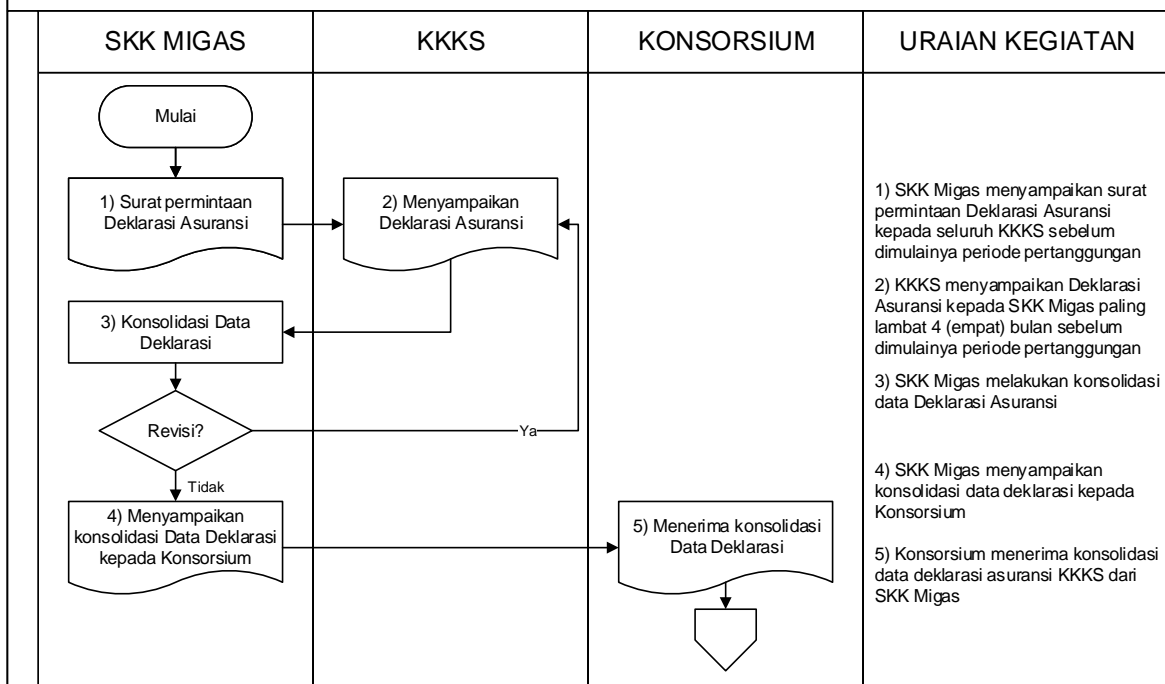 SKK MIGAS
KKKS
KONSORSIUM
URAIAN KEGIATAN
Mulai
1) Surat permintaan
Deklarasi Asuransi
2) Menyampaikan
Deklarasi Asuransi
3) Konsolidasi Data
Deklarasi
Revisi?
Ya
Tidak
4) Menyampaikan
konsolidasi Data Deklarasi
kepada Konsorsium
5) Menerima konsolidasi
Data Deklarasi
1) SKK Migas menyampaikan surat
permintaan Deklarasi Asuransi
kepada seluruh KKKS sebelum
dimulainya periode pertanggungan
2) KKKS menyampaikan Deklarasi
Asuransi kepada SKK Migas paling
lambat 4 (empat) bulan sebelum
dimulainya periode pertanggungan
3) SKK Migas melakukan konsolidasi
data Deklarasi Asuransi
4) SKK Migas menyampaikan
konsolidasi data deklarasi kepada
Konsorsium
5) Konsorsium menerima konsolidasi
data deklarasi asuransi KKKS dari
SKK Migas